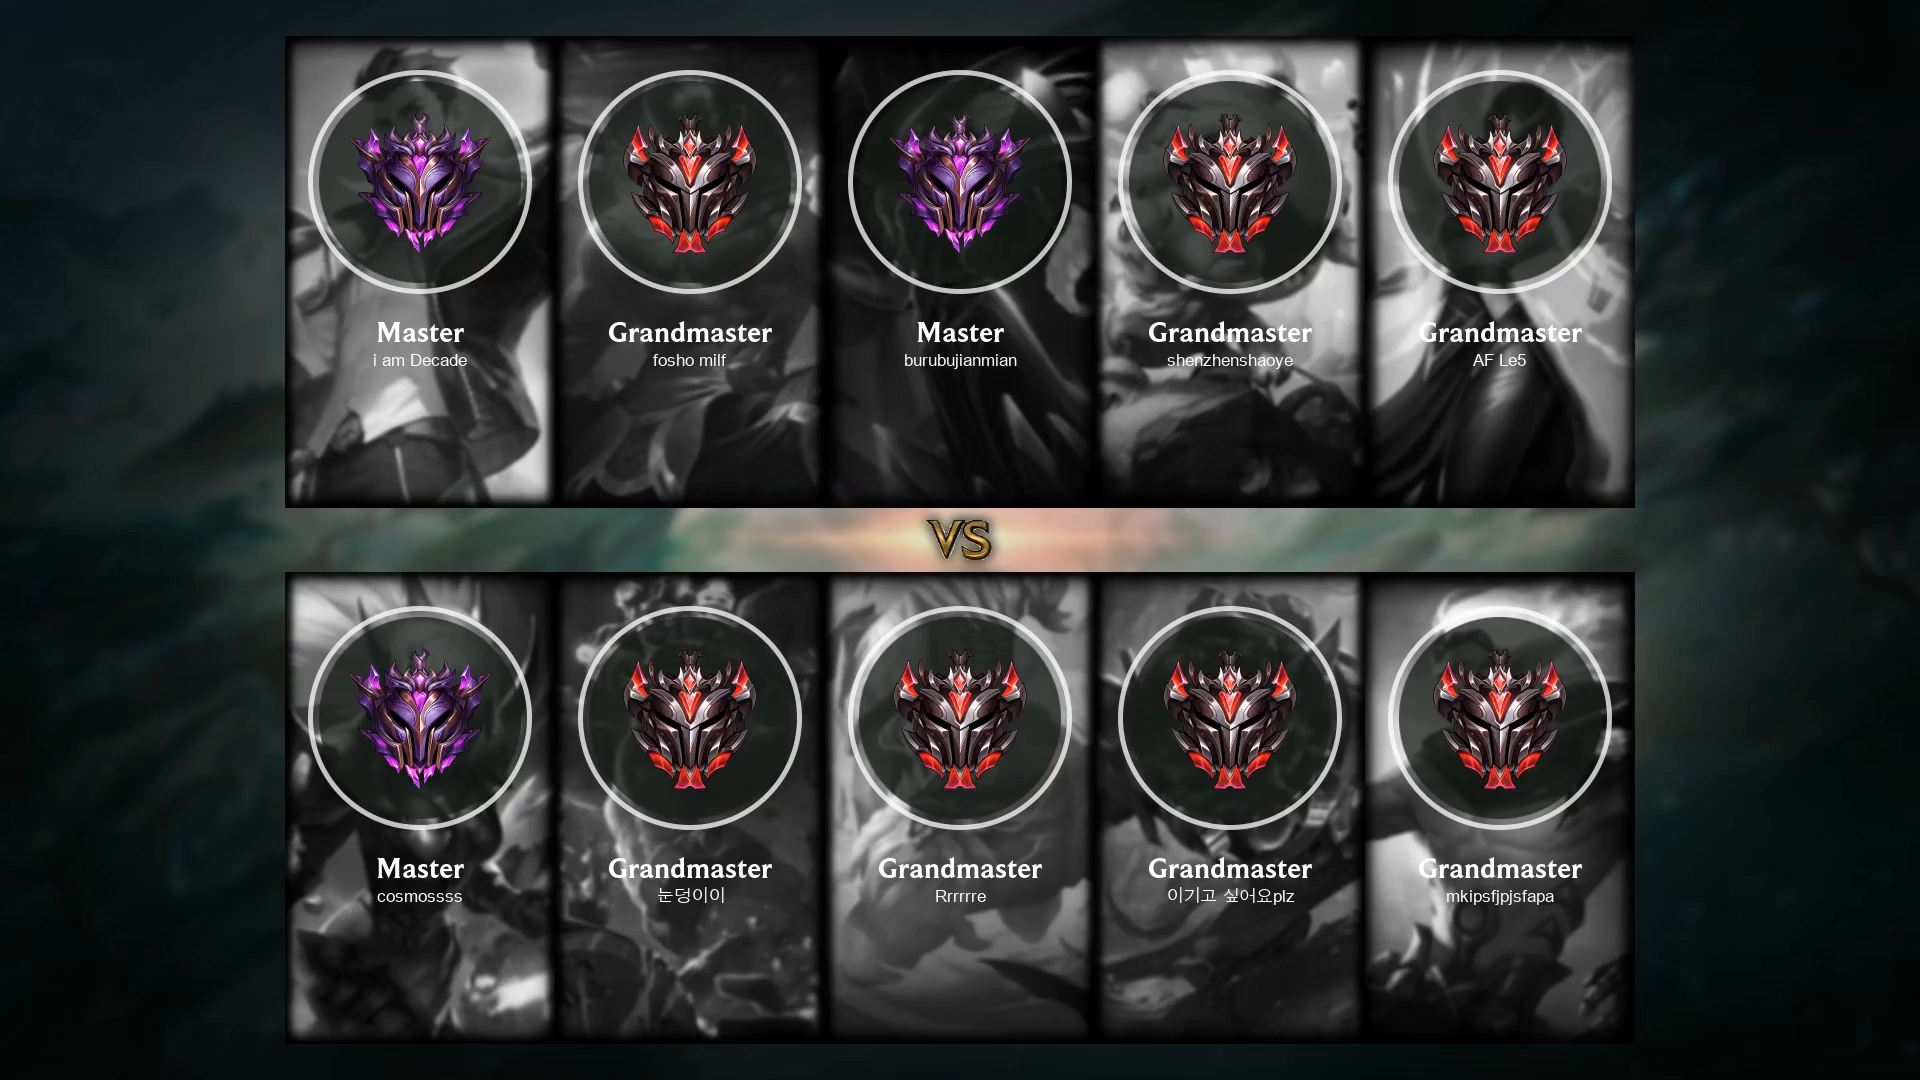 Master Grandmaster Master Grandmaster Grandmaster
i am Decade fosho milf burubujianmian shenzhenshaoye AF Le5
VS
Master Grandmaster Grandmaster Grandmaster Grandmaster
cosmossss 눈덩이이 Rrrrrre 이기고 싶어요plz mkipsfjpjsfapa